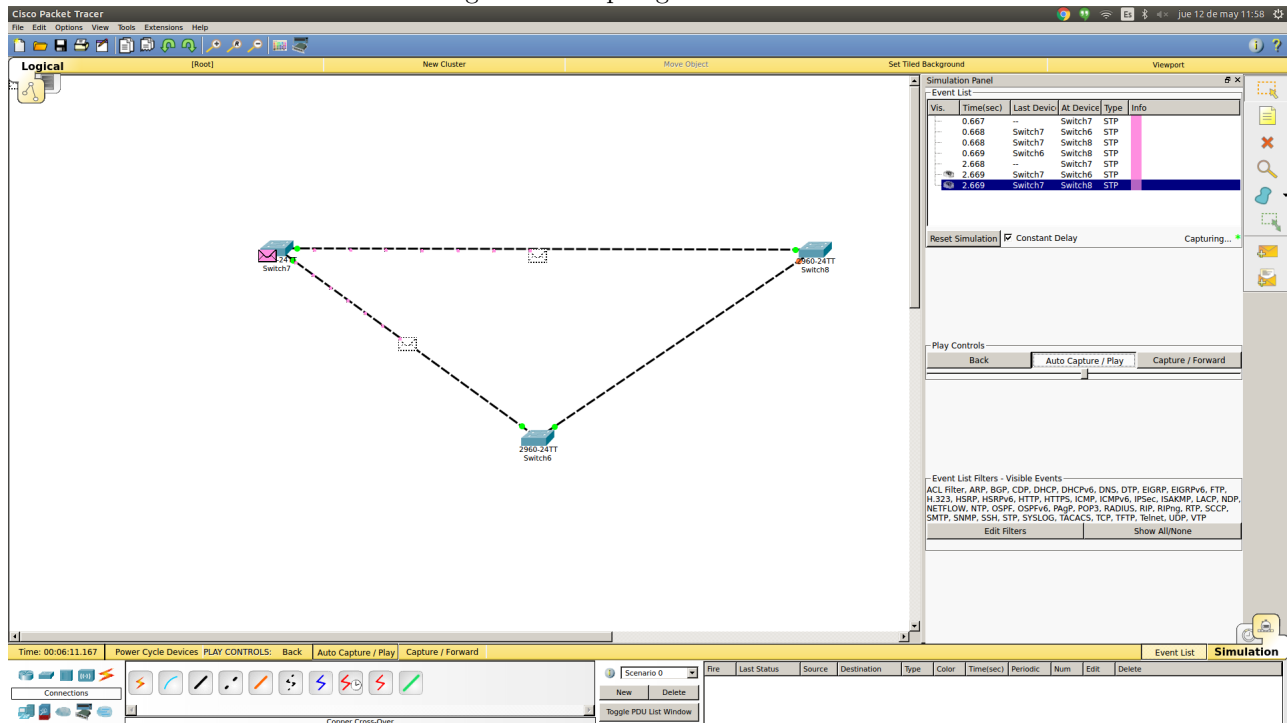 Cisco Packet Tracer
Es jue 12 de may 11:58
File Edit Options View Tools Extensions Help
Logical [Root] New Cluster Move Object Set Tiled Background Viewport
Simulation Panel
Event List
Vis. Time(sec) Last Devic At Device Type Info
0.667 -- Switch7 STP
0.668 Switch7 Switch6 STP
0.668 Switch7 Switch8 STP
0.669 Switch6 Switch8 STP
2.668 -- Switch7 STP
2.669 Switch7 Switch6 STP
2.669 Switch7 Switch8 STP
Reset Simulation Constant Delay Capturing...
Switch7
2960-24TT
Switch8
2960-24TT
Switch6
Play Controls
Back Auto Capture / Play Capture / Forward
Event List Filters - Visible Events
ACL Filter, ARP, BGP, CDP, DHCP, DHCPv6, DNS, DTP, EIGRP, EIGRPv6, FTP,
H.323, HSRP, HSRPv6, HTTP, HTTPS, ICMP, ICMPv6, IPSec, ISAKMP, LACP, NDP,
NETFLOW, NTP, OSPF, OSPFv6, PAgP, POP3, RADIUS, RIP, RIPng, RTP, SCCP,
SMTP, SNMP, SSH, STP, SYSLOG, TACACS, TCP, TFTP, Telnet, UDP, VTP
Edit Filters Show All/None
Time: 00:06:11.167 Power Cycle Devices PLAY CONTROLS: Back Auto Capture / Play Capture / Forward Event List Simulation
Connections
Scenario 0
New Delete
Toggle PDU List Window
Fire Last Status Source Destination Type Color Time(sec) Periodic Num Edit Delete
Copper Cross-Over